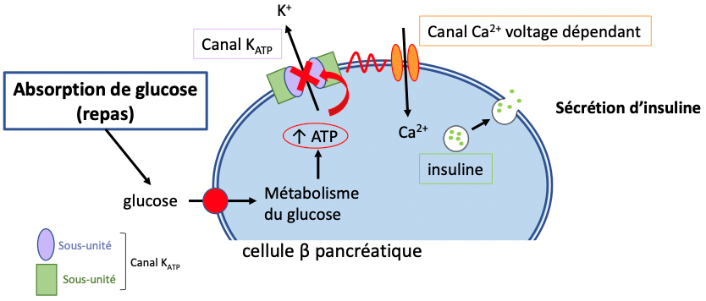 K+
Canal KATP
Canal Ca2+ voltage dépendant
Absorption de glucose
(repas)
Sécrétion d'insuline
↑ ATP
Ca2+
insuline
glucose
Métabolisme
du glucose
cellule β pancréatique
Sous-unité
Canal KATP
Sous-unité